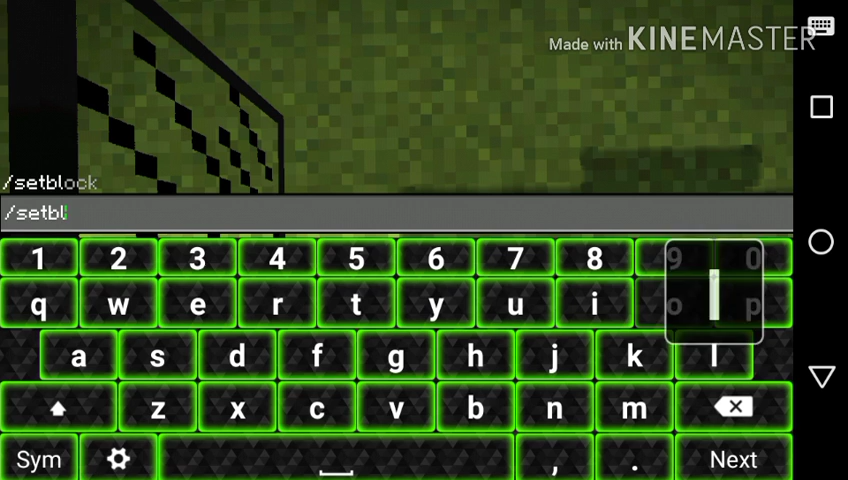 Made with KINEMASTER
/setblock
/setbl
1 2 3 4 5 6 7 8 9 0
q w e r t y u i o p
l
a s d f g h j k l
z x c v b n m
Sym , . Next